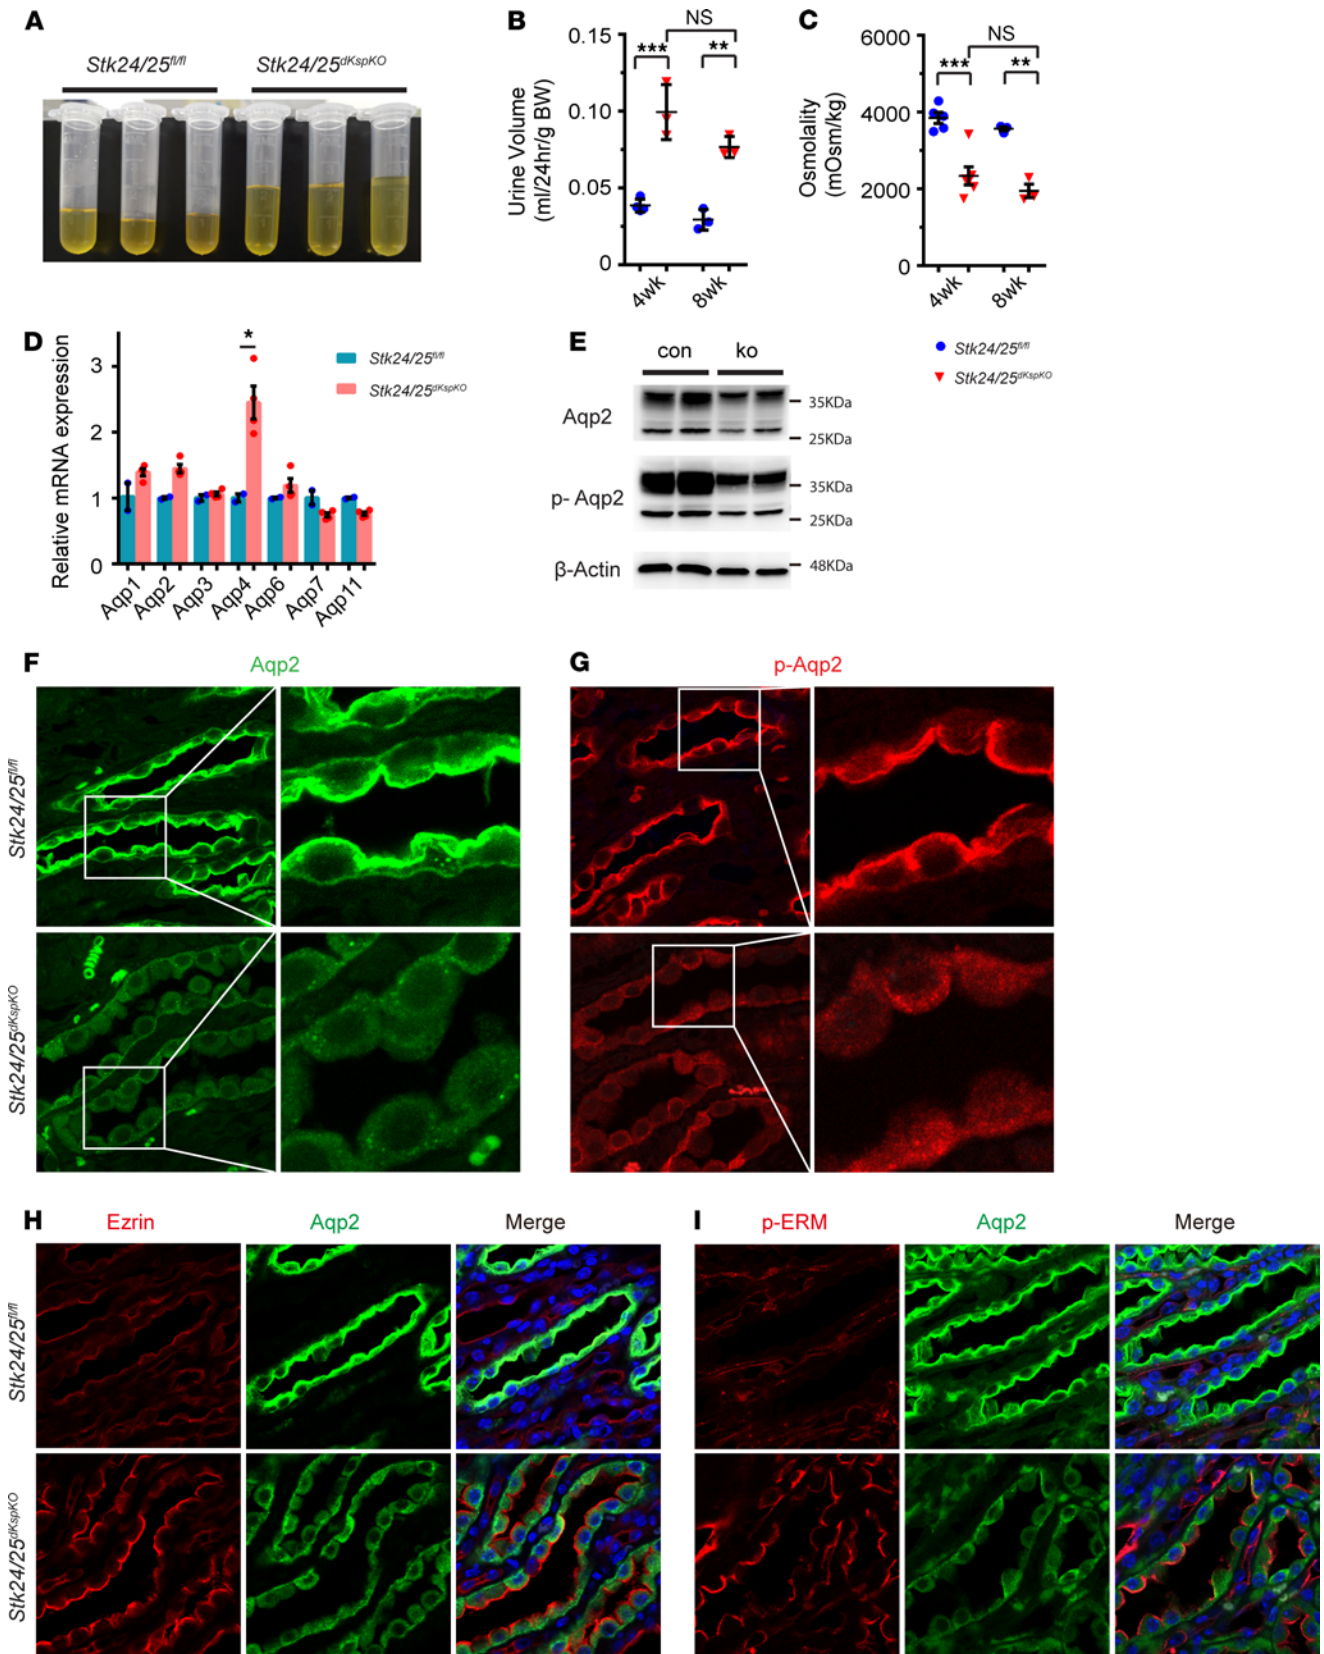 A
Stk24/25fl/fl
Stk24/25dKspKO
B
Urine Volume
(ml/24hr/g BW)
0.15
0.10
0.05
0
NS
***
**
4wk
8wk
C
Osmolality
(mOsm/kg)
6000
4000
2000
0
NS
***
**
4wk
8wk
Stk24/25fl/fl
Stk24/25dKspKO
D
Relative mRNA expression
3
2
1
0
*
Stk24/25fl/fl
Stk24/25dKspKO
Aqp1
Aqp2
Aqp3
Aqp4
Aqp6
Aqp7
Aqp11
E
con
ko
Aqp2
35KDa
25KDa
p- Aqp2
35KDa
25KDa
β-Actin
48KDa
F
Aqp2
Stk24/25fl/fl
Stk24/25dKspKO
G
p-Aqp2
H
Ezrin
Aqp2
Merge
Stk24/25fl/fl
Stk24/25dKspKO
I
p-ERM
Aqp2
Merge